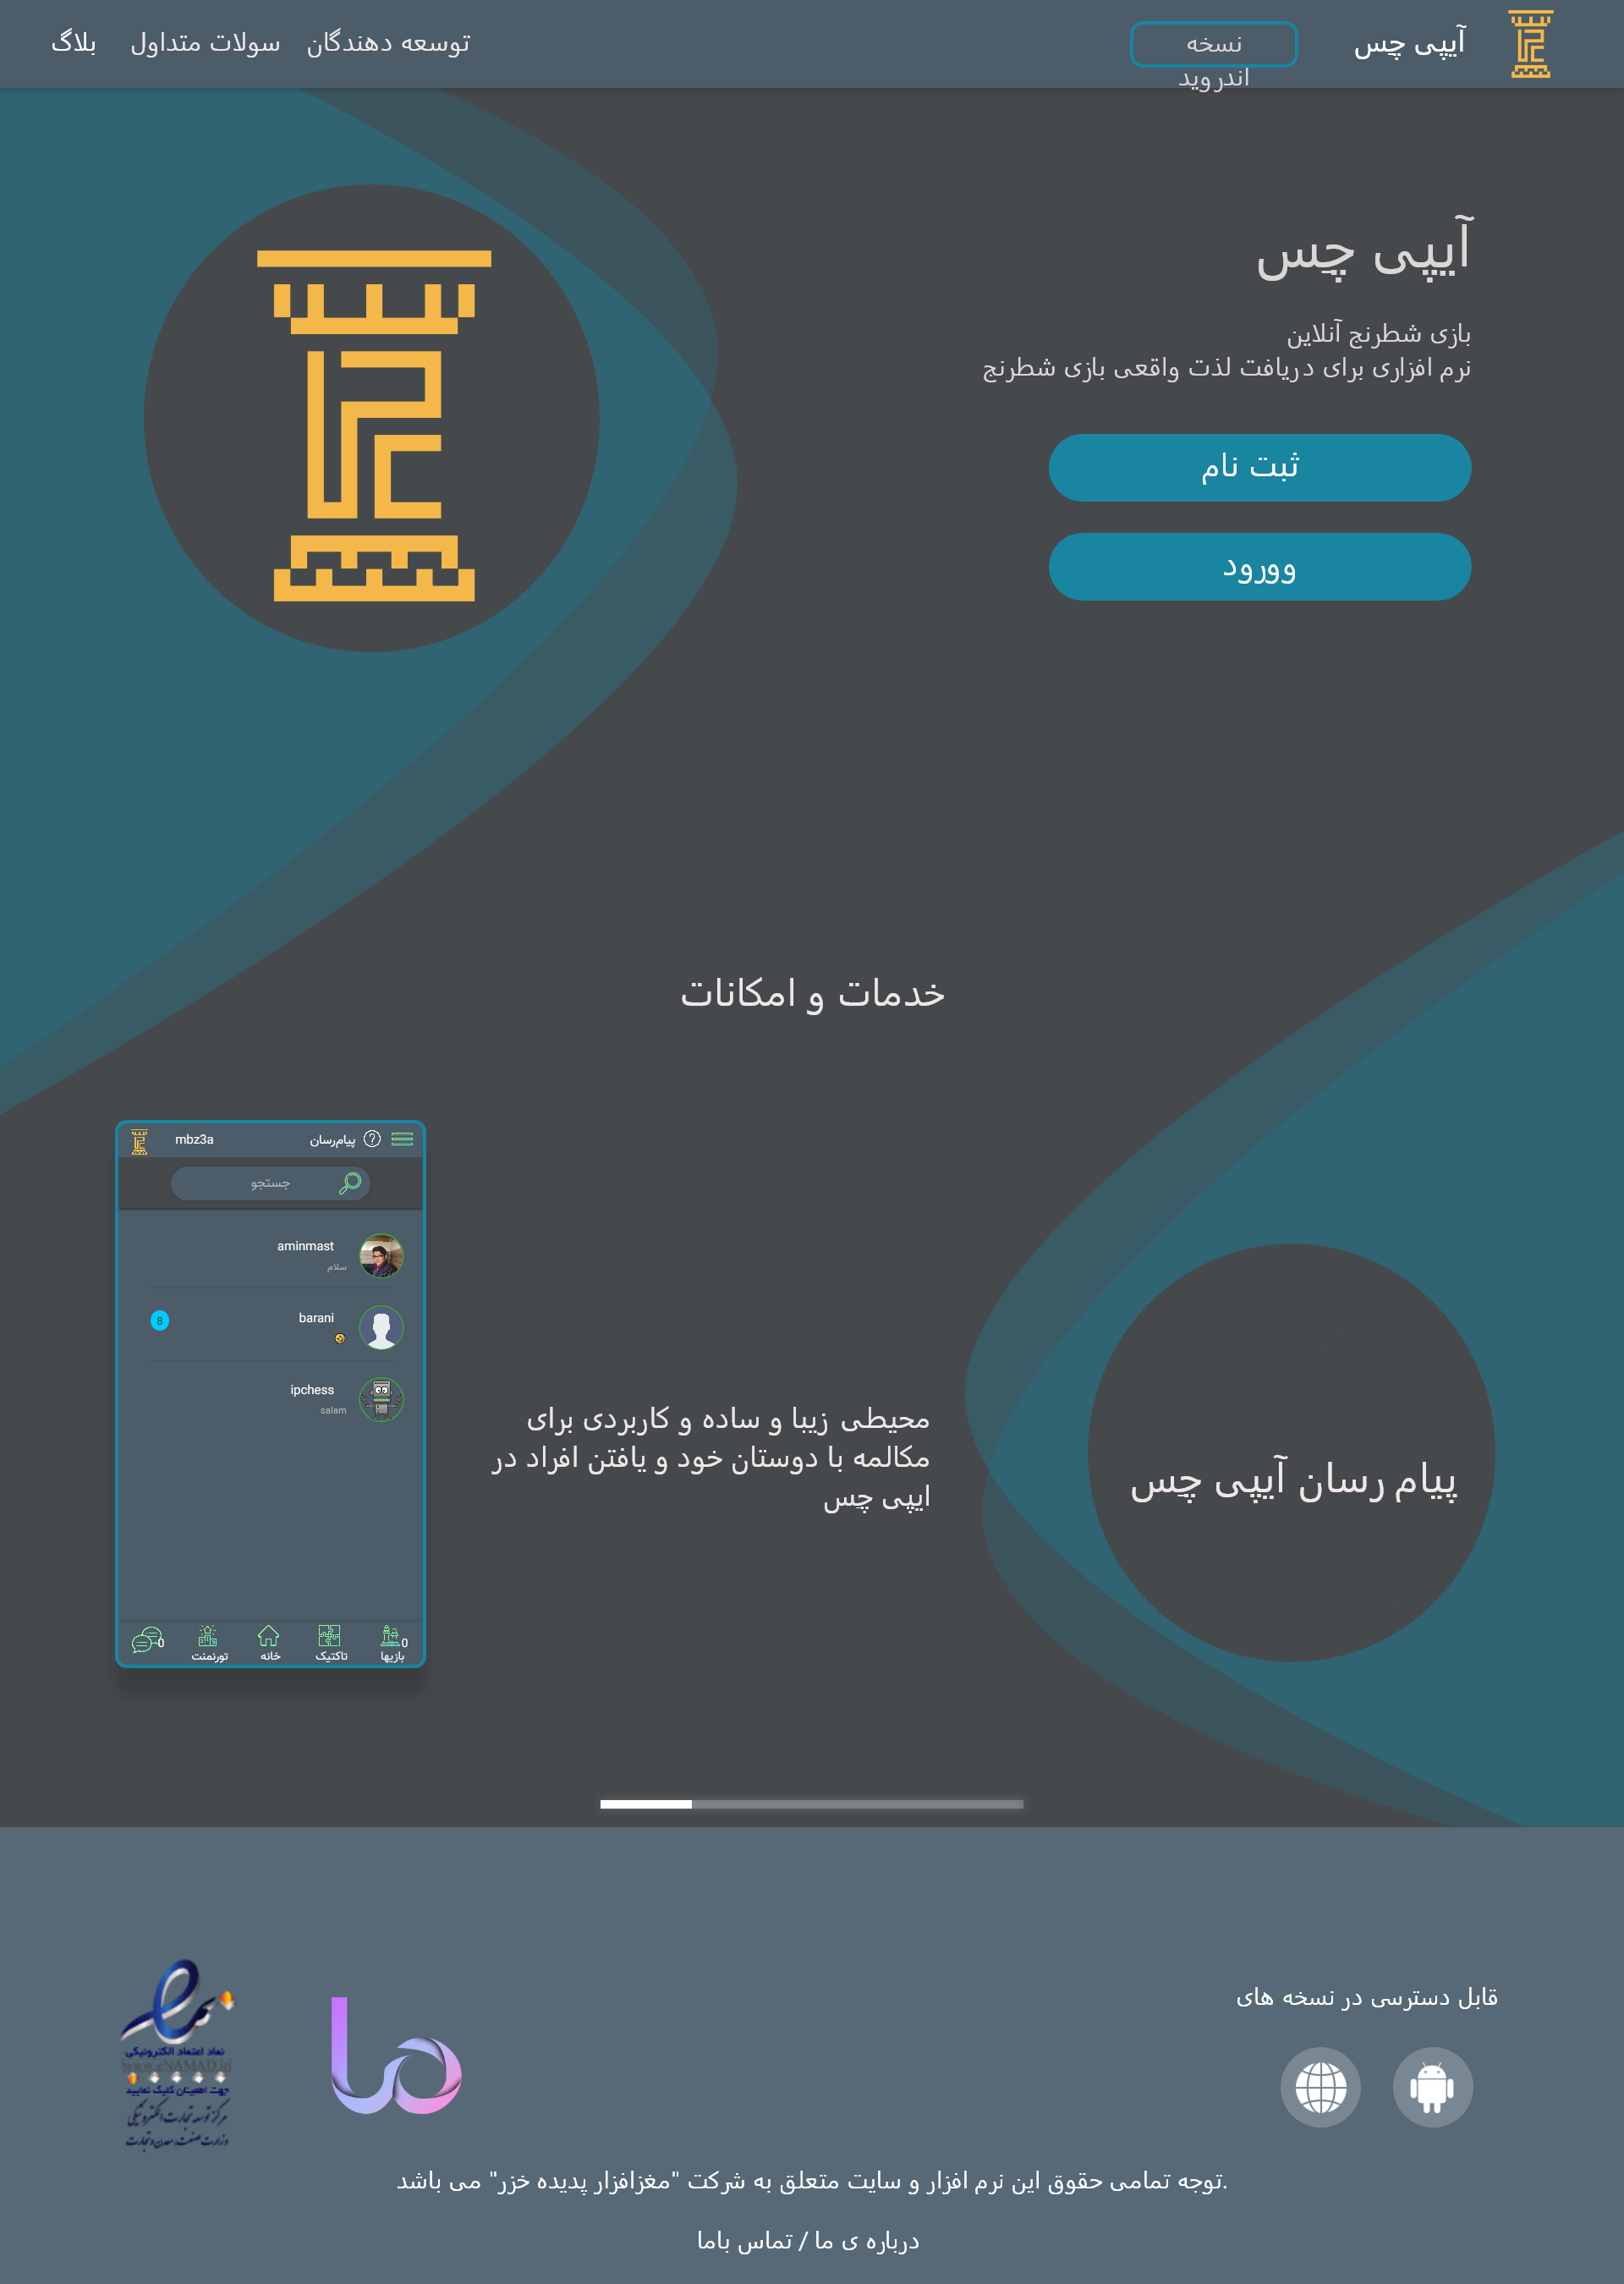 آیپی چس
نسخه
اندروید
توسعه دهندگان
سولات متداول
بلاگ
آیپی چس
بازی شطرنج آنلاین
نرم افزاری برای دریافت لذت واقعی بازی شطرنج
ثبت نام
وورود
خدمات و امکانات
پیام رسان آیپی چس
محیطی زیبا و ساده و کاربردی برای
مکالمه با دوستان خود و یافتن افراد در
ایپی چس
پیام‌رسان
mbz3a
جستجو
aminmast
سلام
barani
8
ipchess
salam
0
بازیها
تاکتیک
خانه
تورنمنت
0
قابل دسترسی در نسخه های
نماد اعتماد الکترونیکی
www.eNAMAD.ir
جهت اطمینان کلیک نمایید
مرکز توسعه تجارت الکترونیکی
وزارت صنعت، معدن و تجارت
توجه تمامی حقوق این نرم افزار و سایت متعلق به شرکت "مغزافزار پدیده خزر" می باشد.
درباره ی ما / تماس باما